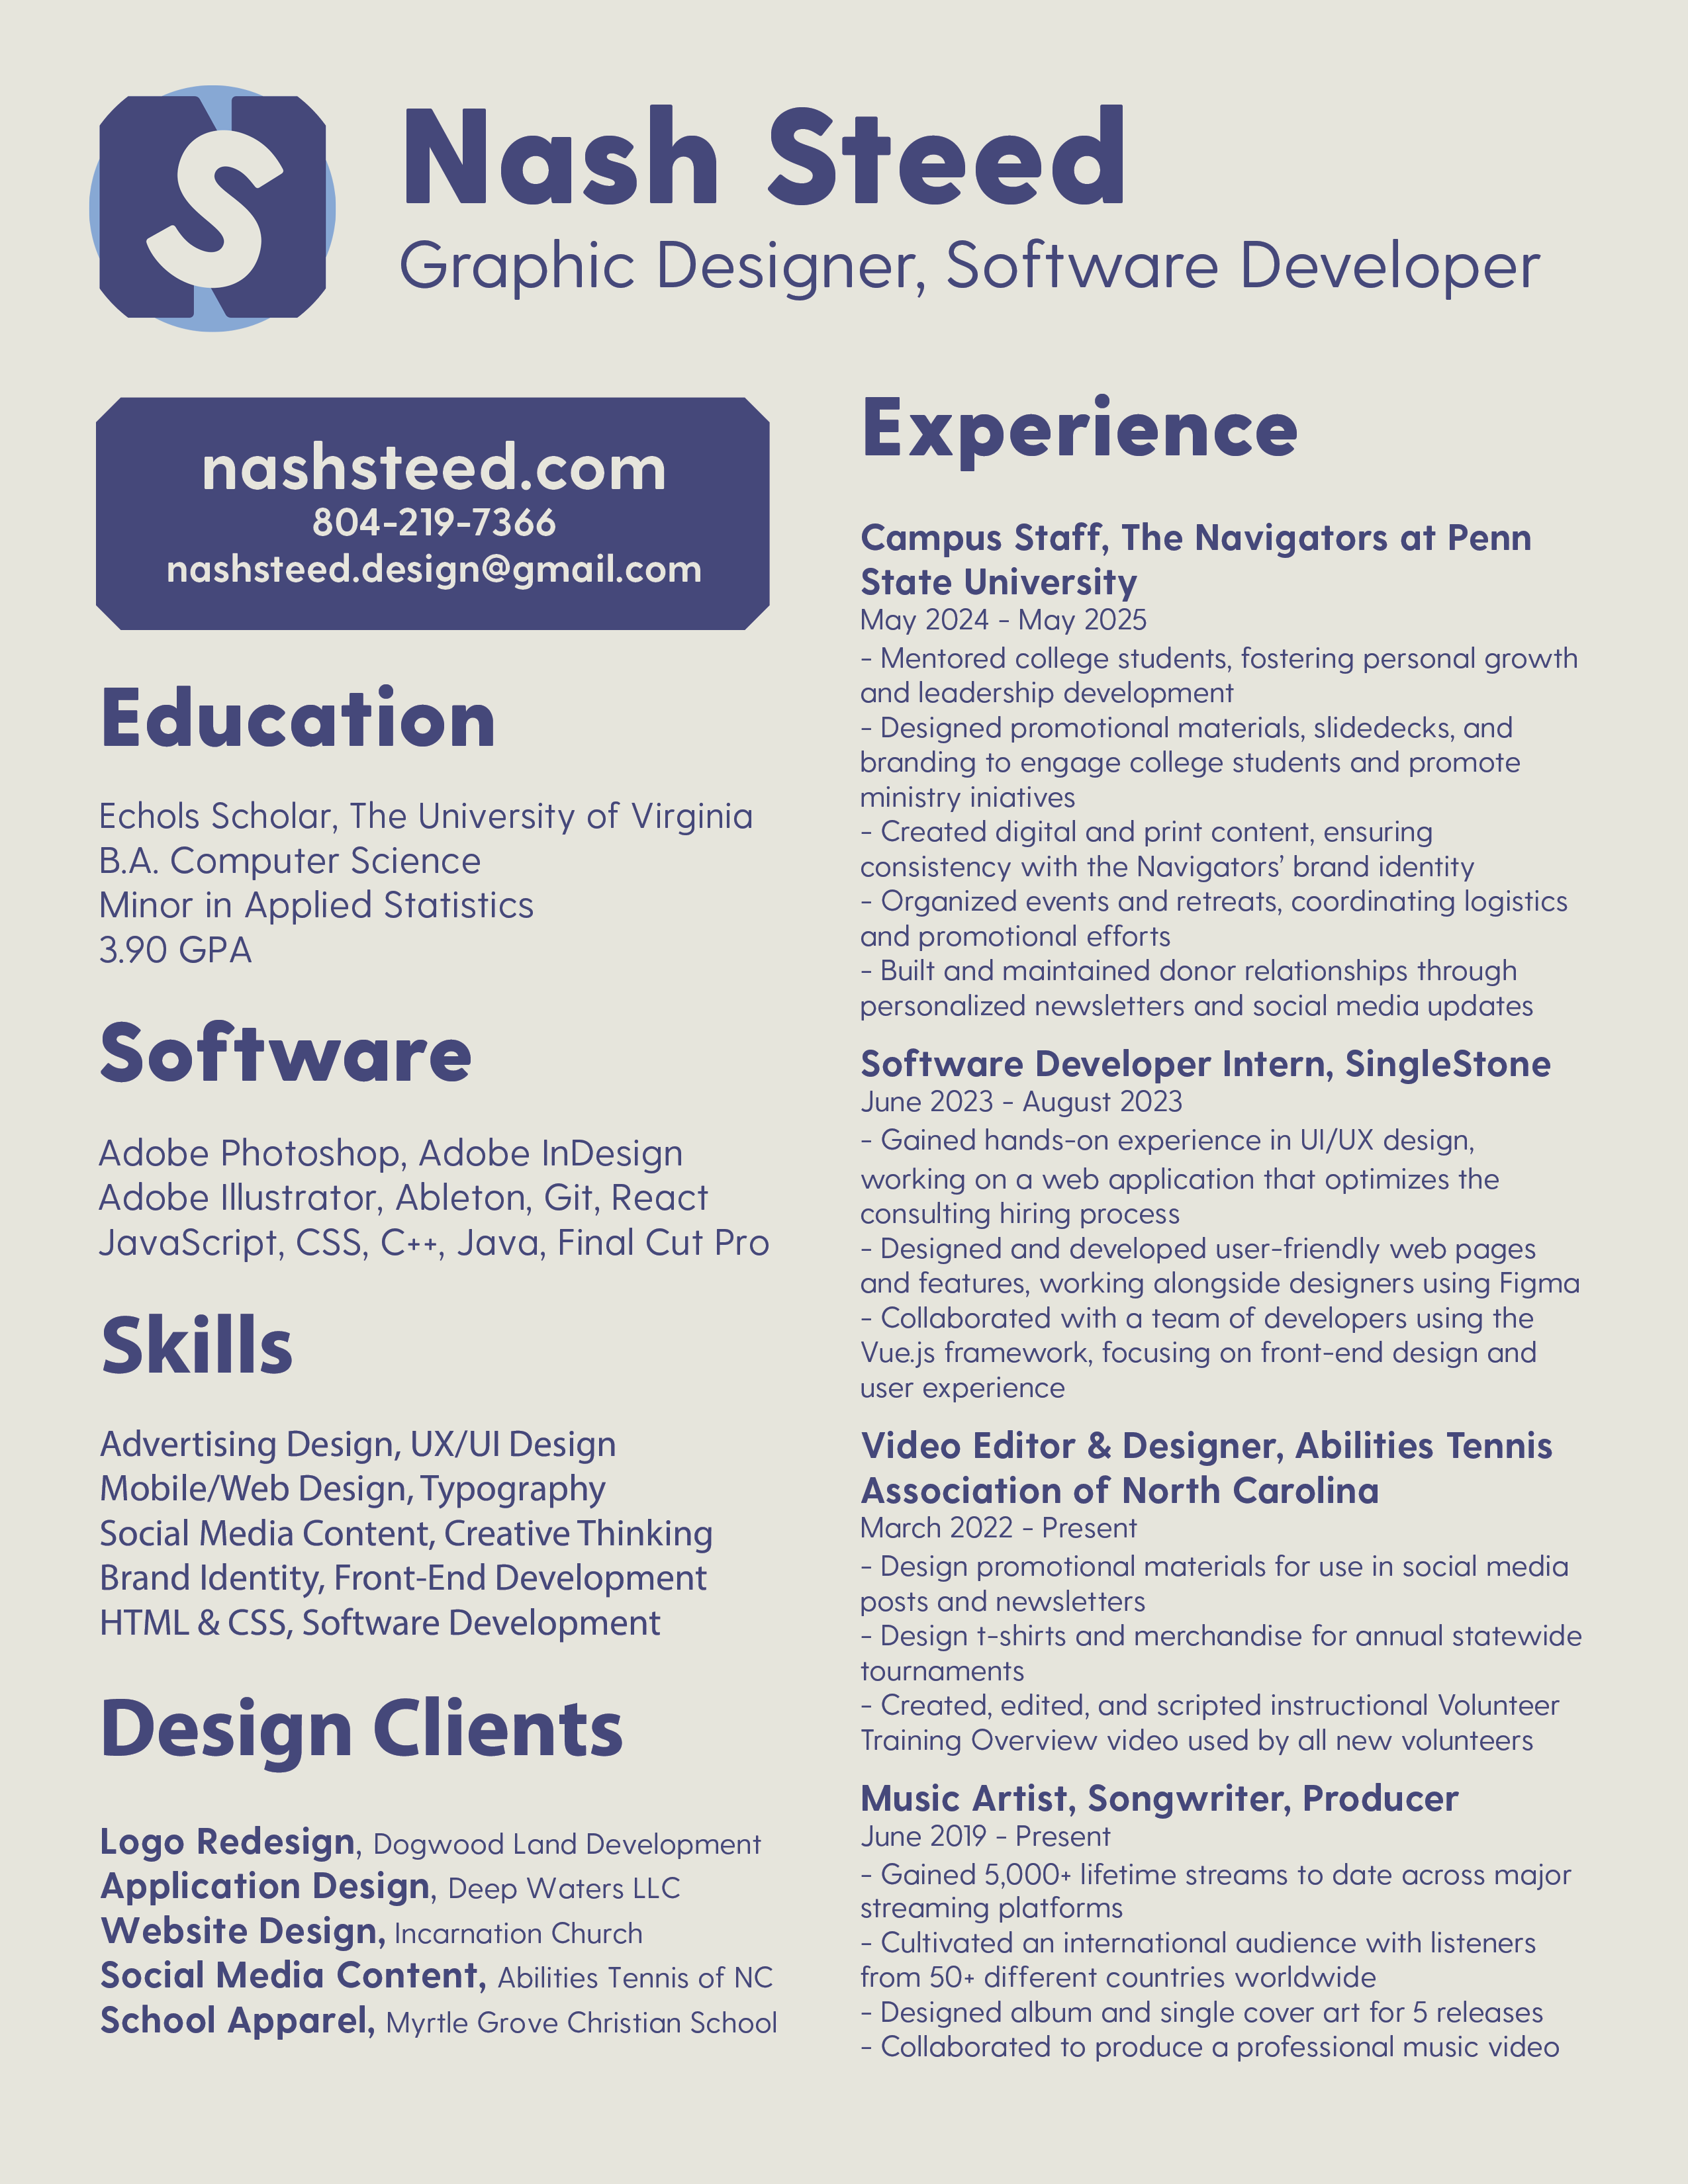 S
Nash Steed
Graphic Designer, Software Developer
nashsteed.com
804-219-7366
nashsteed.design@gmail.com
Education
Echols Scholar, The University of Virginia
B.A. Computer Science
Minor in Applied Statistics
3.90 GPA
Software
Adobe Photoshop, Adobe InDesign
Adobe Illustrator, Ableton, Git, React
JavaScript, CSS, C++, Java, Final Cut Pro
Skills
Advertising Design, UX/UI Design
Mobile/Web Design, Typography
Social Media Content, Creative Thinking
Brand Identity, Front-End Development
HTML & CSS, Software Development
Design Clients
Logo Redesign, Dogwood Land Development
Application Design, Deep Waters LLC
Website Design, Incarnation Church
Social Media Content, Abilities Tennis of NC
School Apparel, Myrtle Grove Christian School
Experience
Campus Staff, The Navigators at Penn
State University
May 2024 - May 2025
- Mentored college students, fostering personal growth
and leadership development
- Designed promotional materials, slidedecks, and
branding to engage college students and promote
ministry iniatives
- Created digital and print content, ensuring
consistency with the Navigators’ brand identity
- Organized events and retreats, coordinating logistics
and promotional efforts
- Built and maintained donor relationships through
personalized newsletters and social media updates
Software Developer Intern, SingleStone
June 2023 - August 2023
- Gained hands-on experience in UI/UX design,
working on a web application that optimizes the
consulting hiring process
- Designed and developed user-friendly web pages
and features, working alongside designers using Figma
- Collaborated with a team of developers using the
Vue.js framework, focusing on front-end design and
user experience
Video Editor & Designer, Abilities Tennis
Association of North Carolina
March 2022 - Present
- Design promotional materials for use in social media
posts and newsletters
- Design t-shirts and merchandise for annual statewide
tournaments
- Created, edited, and scripted instructional Volunteer
Training Overview video used by all new volunteers
Music Artist, Songwriter, Producer
June 2019 - Present
- Gained 5,000+ lifetime streams to date across major
streaming platforms
- Cultivated an international audience with listeners
from 50+ different countries worldwide
- Designed album and single cover art for 5 releases
- Collaborated to produce a professional music video